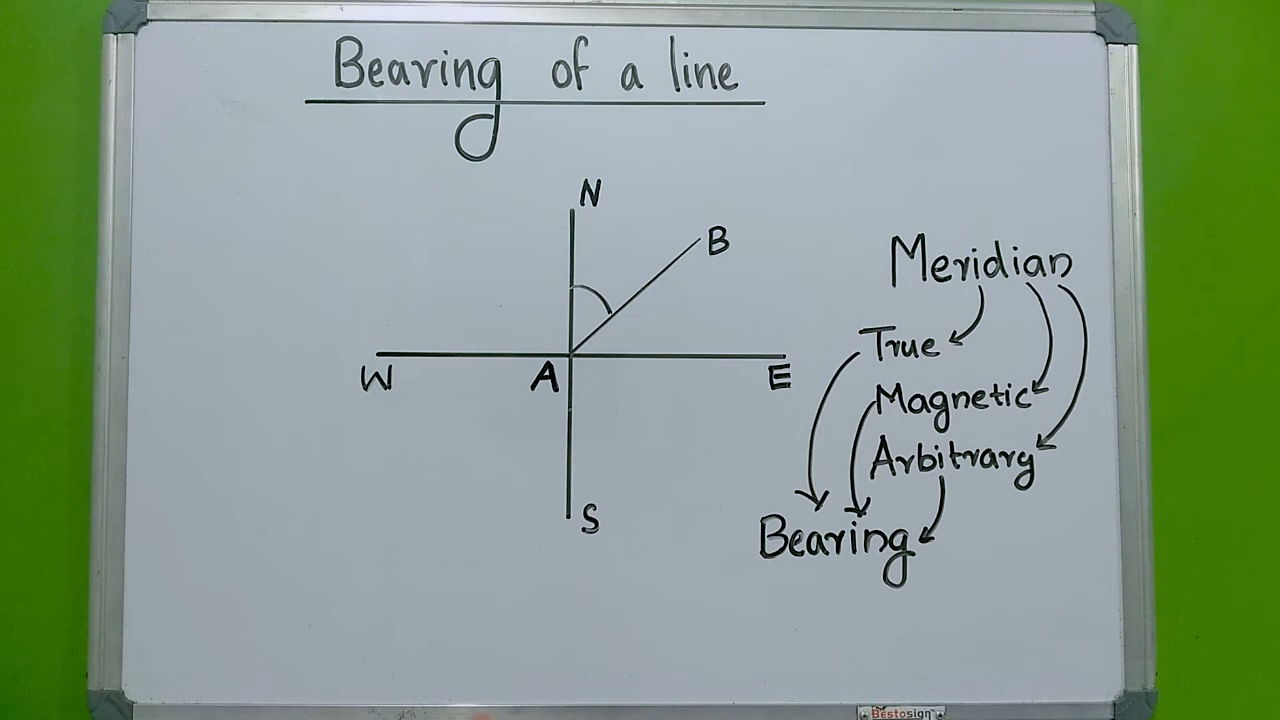 Bearing of a line
N
B
W
A
E
S
Meridian
True
Magnetic
Arbitrary
Bearing
Bestosign